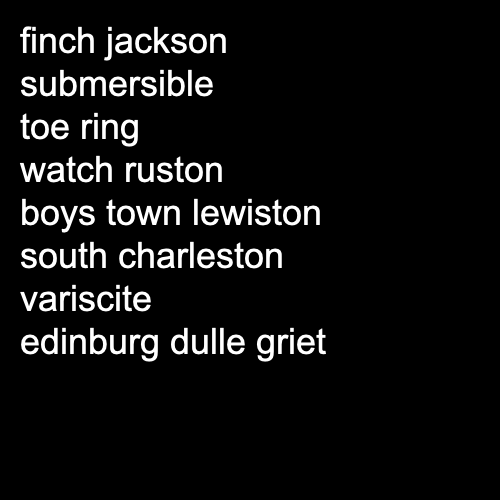 finch jackson
submersible
toe ring
watch ruston
boys town lewiston
south charleston
variscite
edinburg dulle griet